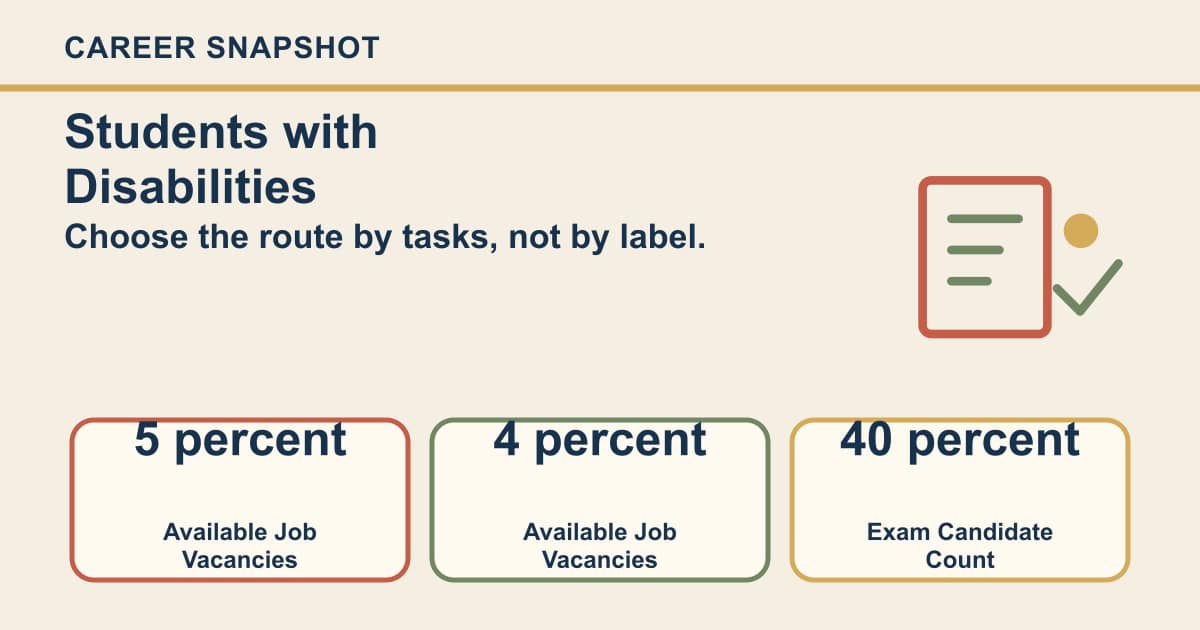 CAREER SNAPSHOT
Students with
Disabilities
Choose the route by tasks, not by label.
5 percent
Available Job
Vacancies
4 percent
Available Job
Vacancies
40 percent
Exam Candidate
Count